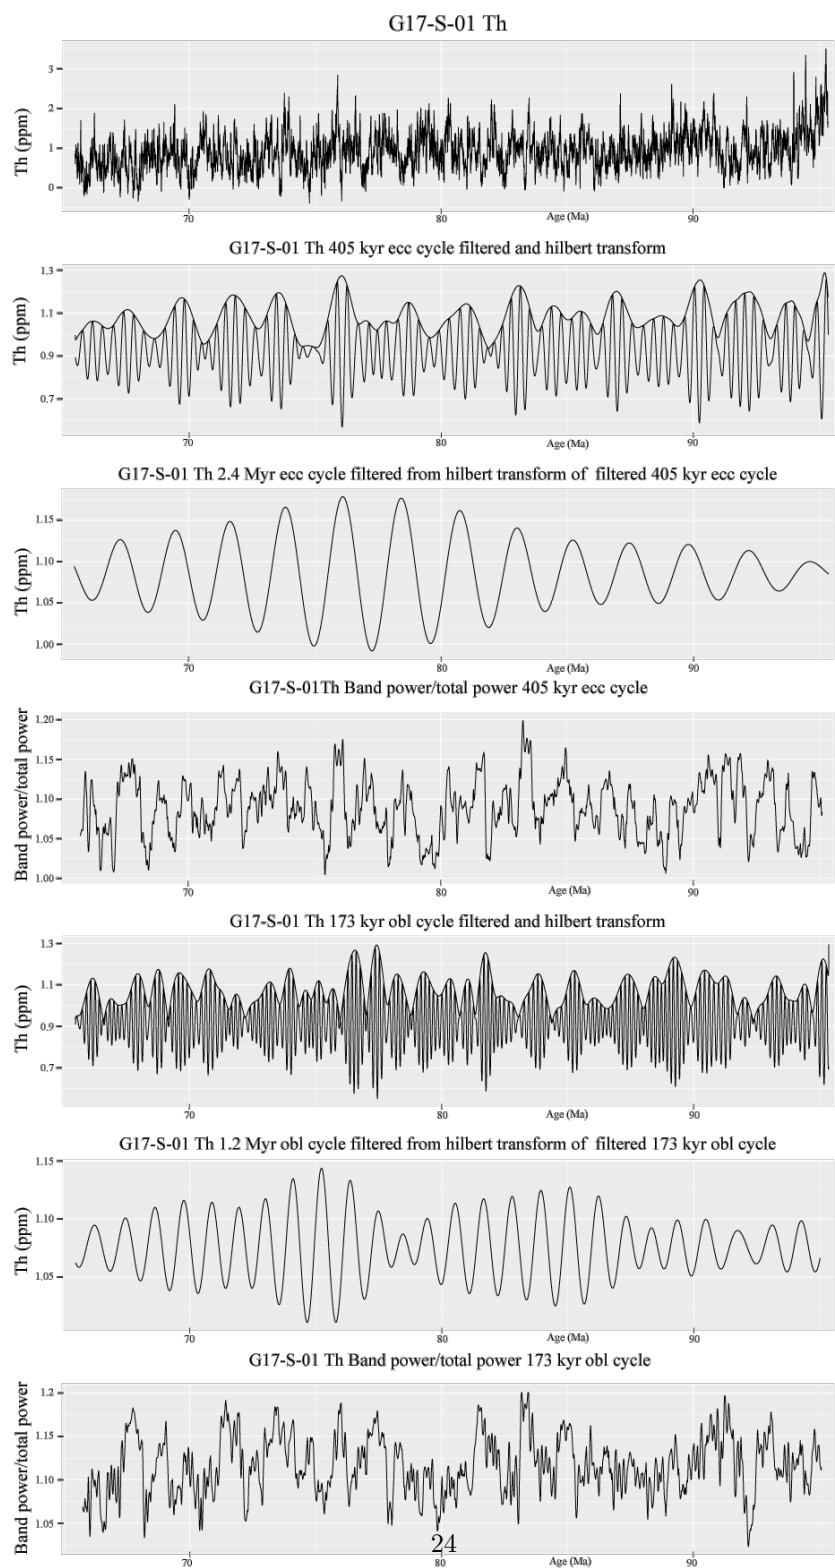 G17-S-01 Th
Th (ppm)
3
2
1
0
70
80
90
Age (Ma)
G17-S-01 Th 405 kyr ecc cycle filtered and hilbert transform
Th (ppm)
1.3
1.1
0.9
0.7
70
80
90
Age (Ma)
G17-S-01 Th 2.4 Myr ecc cycle filtered from hilbert transform of filtered 405 kyr ecc cycle
Th (ppm)
1.15
1.10
1.05
1.00
70
80
90
Age (Ma)
G17-S-01Th Band power/total power 405 kyr ecc cycle
Band power/total power
1.20
1.15
1.10
1.05
1.00
70
80
90
Age (Ma)
G17-S-01 Th 173 kyr obl cycle filtered and hilbert transform
Th (ppm)
1.3
1.1
0.9
0.7
70
80
90
Age (Ma)
G17-S-01 Th 1.2 Myr obl cycle filtered from hilbert transform of filtered 173 kyr obl cycle
Th (ppm)
1.15
1.10
1.05
70
80
90
Age (Ma)
G17-S-01 Th Band power/total power 173 kyr obl cycle
Band power/total power
1.2
1.15
1.10
1.05
70
80
90
Age (Ma)
24